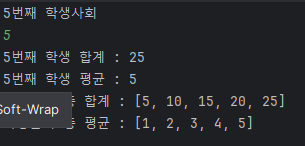 5번째 학생사회
5
5번째 학생 합계 : 25
5번째 학생 평균 : 5
합계 : [5, 10, 15, 20, 25]
Soft-Wrap
평균 : [1, 2, 3, 4, 5]